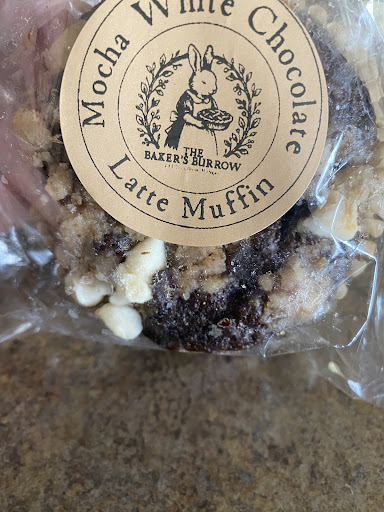 Mocha White Chocolate
THE
BAKER'S BURROW
Latte Muffin